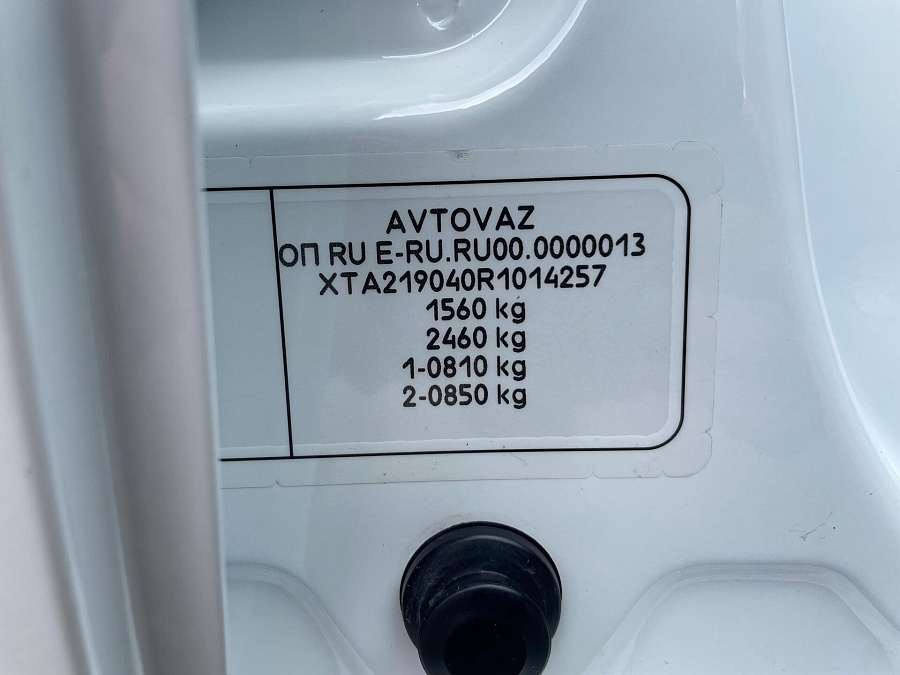 AVTOVAZ
ОП RU E-RU.RU00.0000013
XTA219040R1014257
1560 kg
2460 kg
1-0810 kg
2-0850 kg